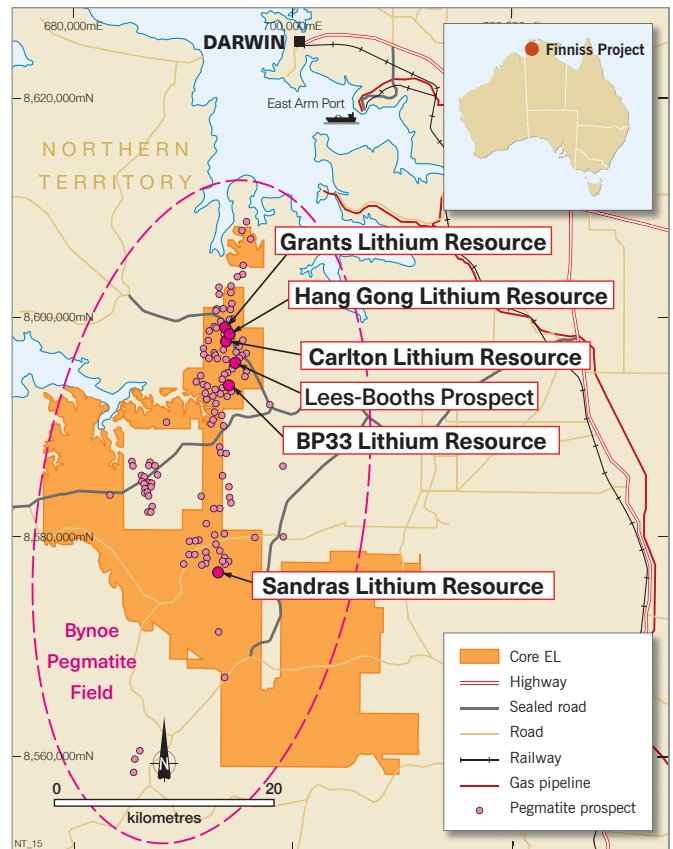 680,000mE
700,000mE
DARWIN
Finniss Project
East Arm Port
8,620,000mN
NORTHERN
TERRITORY
Grants Lithium Resource
Hang Gong Lithium Resource
8,600,000mN
Carlton Lithium Resource
Lees-Booths Prospect
BP33 Lithium Resource
8,580,000mN
Sandras Lithium Resource
Bynoe
Pegmatite
Field
Core EL
Highway
Sealed road
Road
Railway
Gas pipeline
Pegmatite prospect
8,560,000mN
N
0
20
kilometres
NT_15